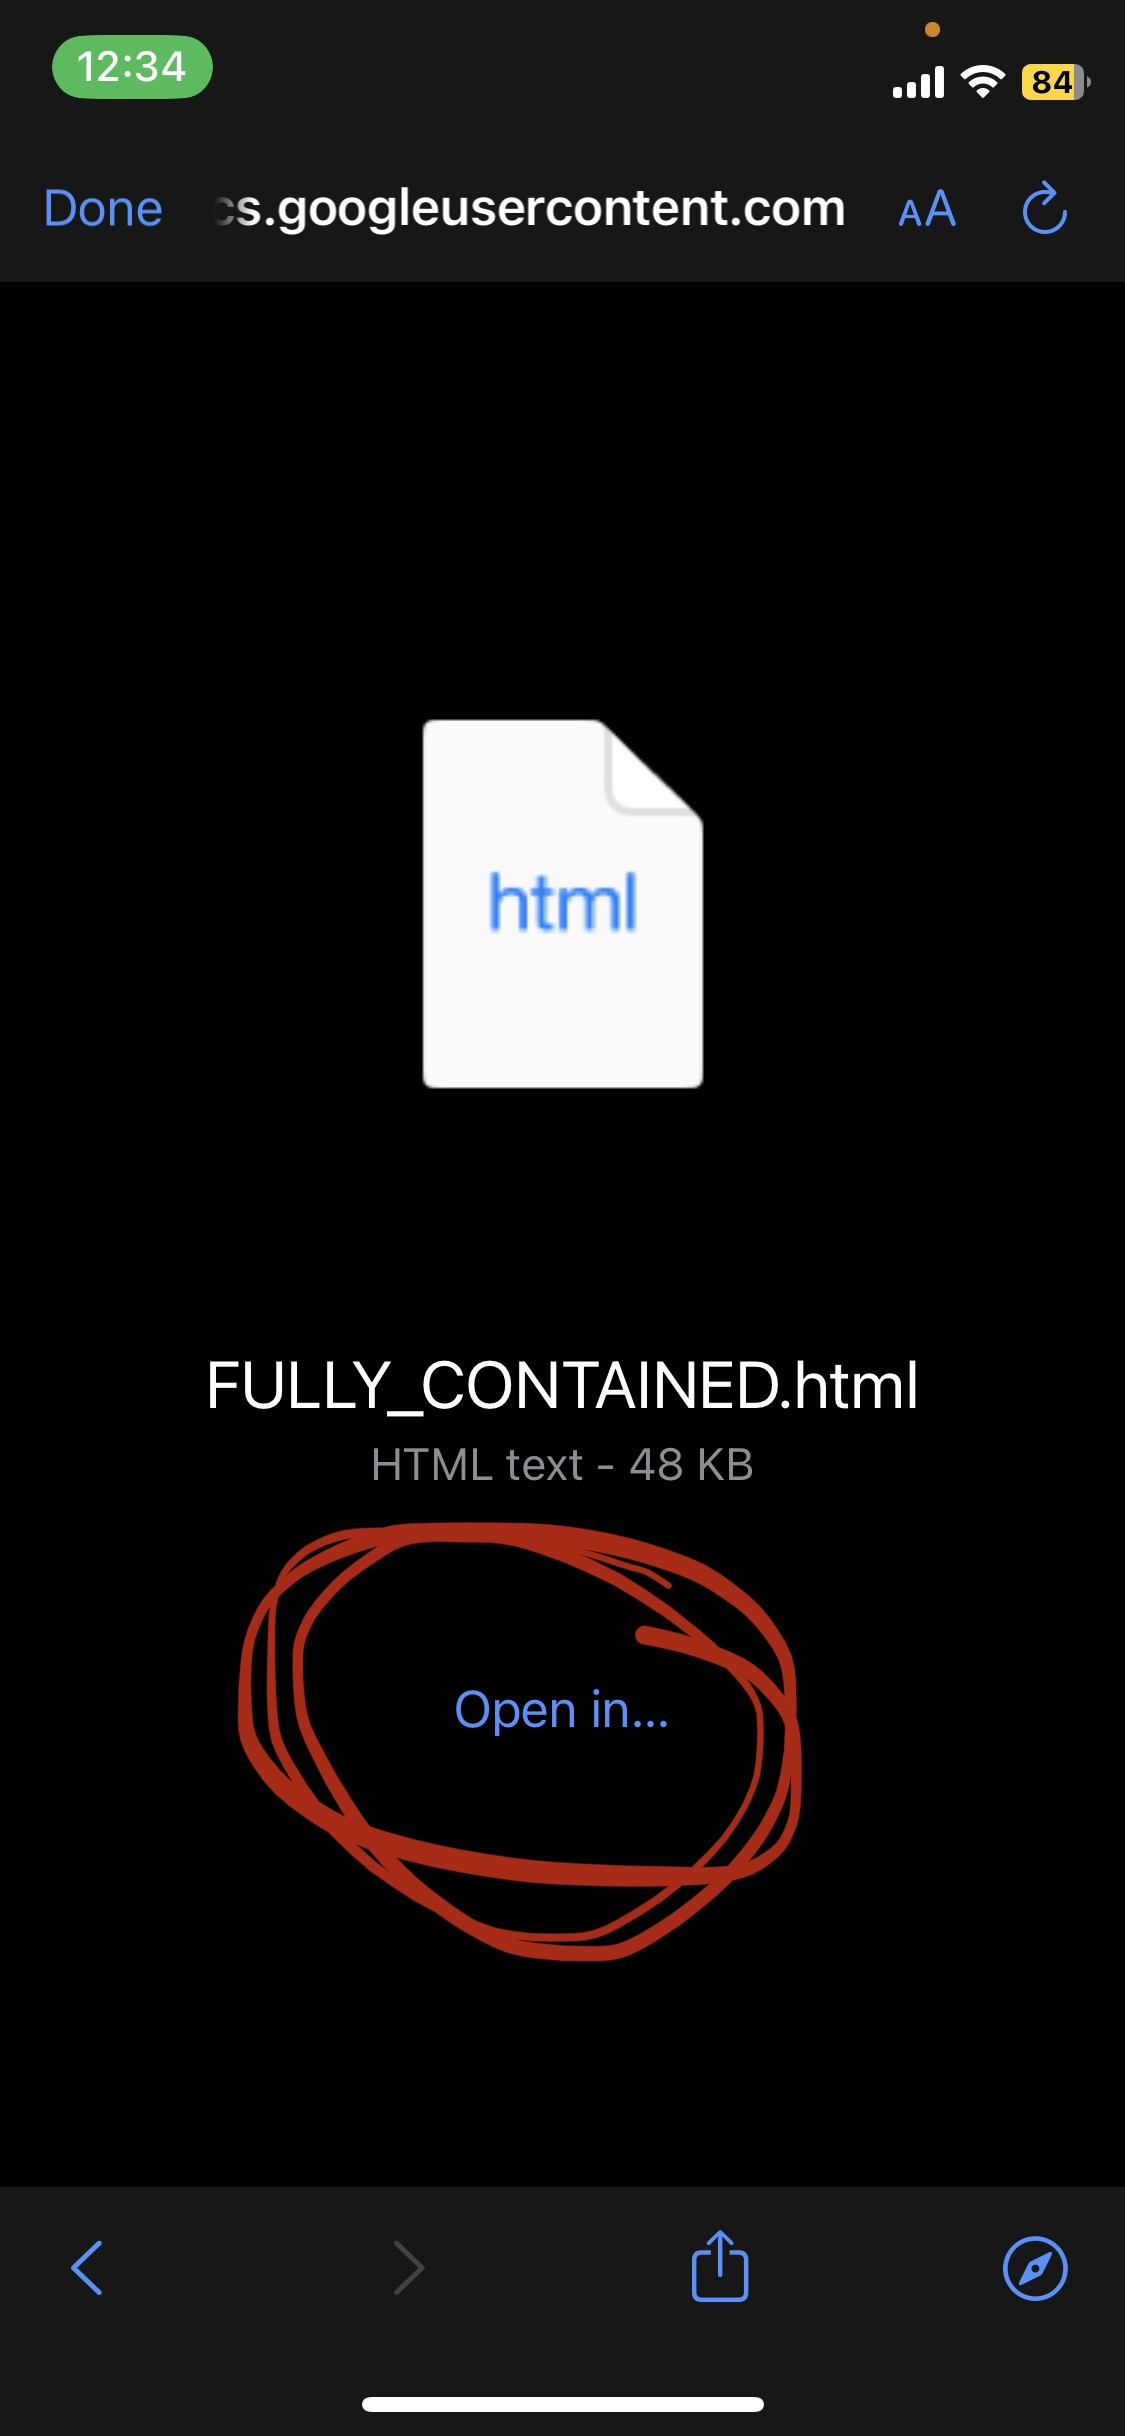 12:34
84
Done cs.googleusercontent.com AA
html
FULLY_CONTAINED.html
HTML text - 48 KB
Open in...